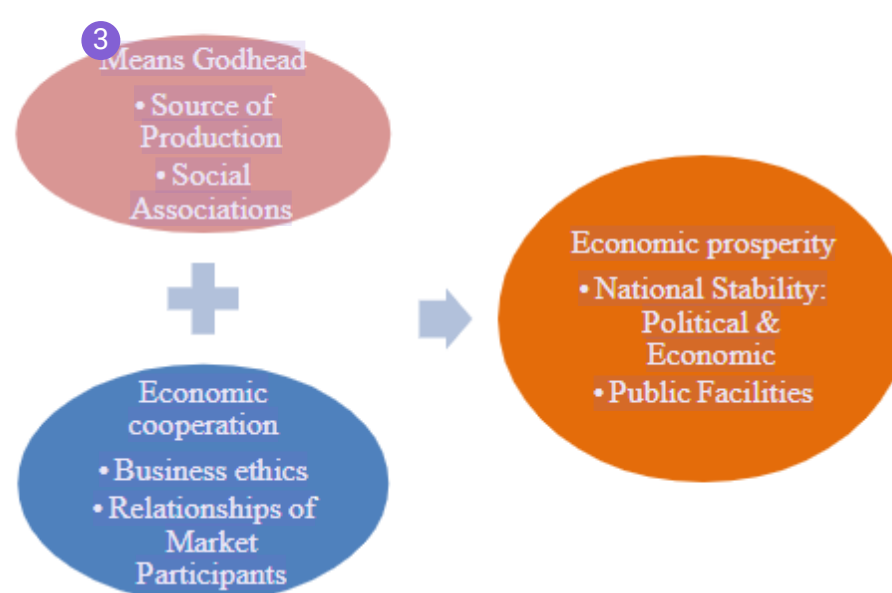 3
Means Godhead
• Source of
Production
• Social
Associations
Economic
cooperation
• Business ethics
• Relationships of
Market
Participants
Economic prosperity
• National Stability:
Political &
Economic
• Public Facilities